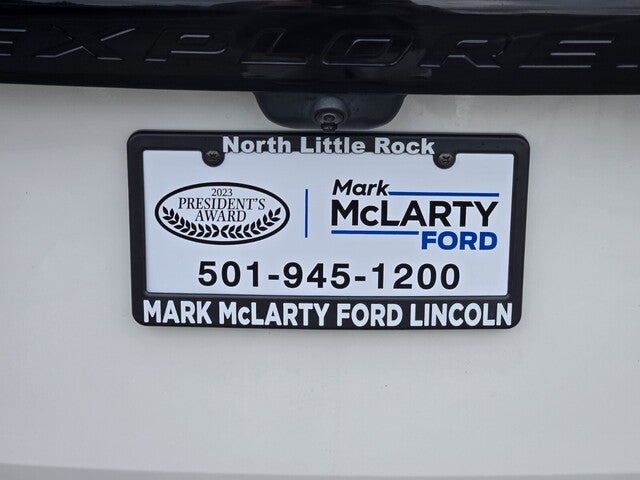 EXPLORER
North Little Rock
2023
PRESIDENT'S
AWARD
Mark
McLARTY
FORD
501-945-1200
MARK McLARTY FORD LINCOLN